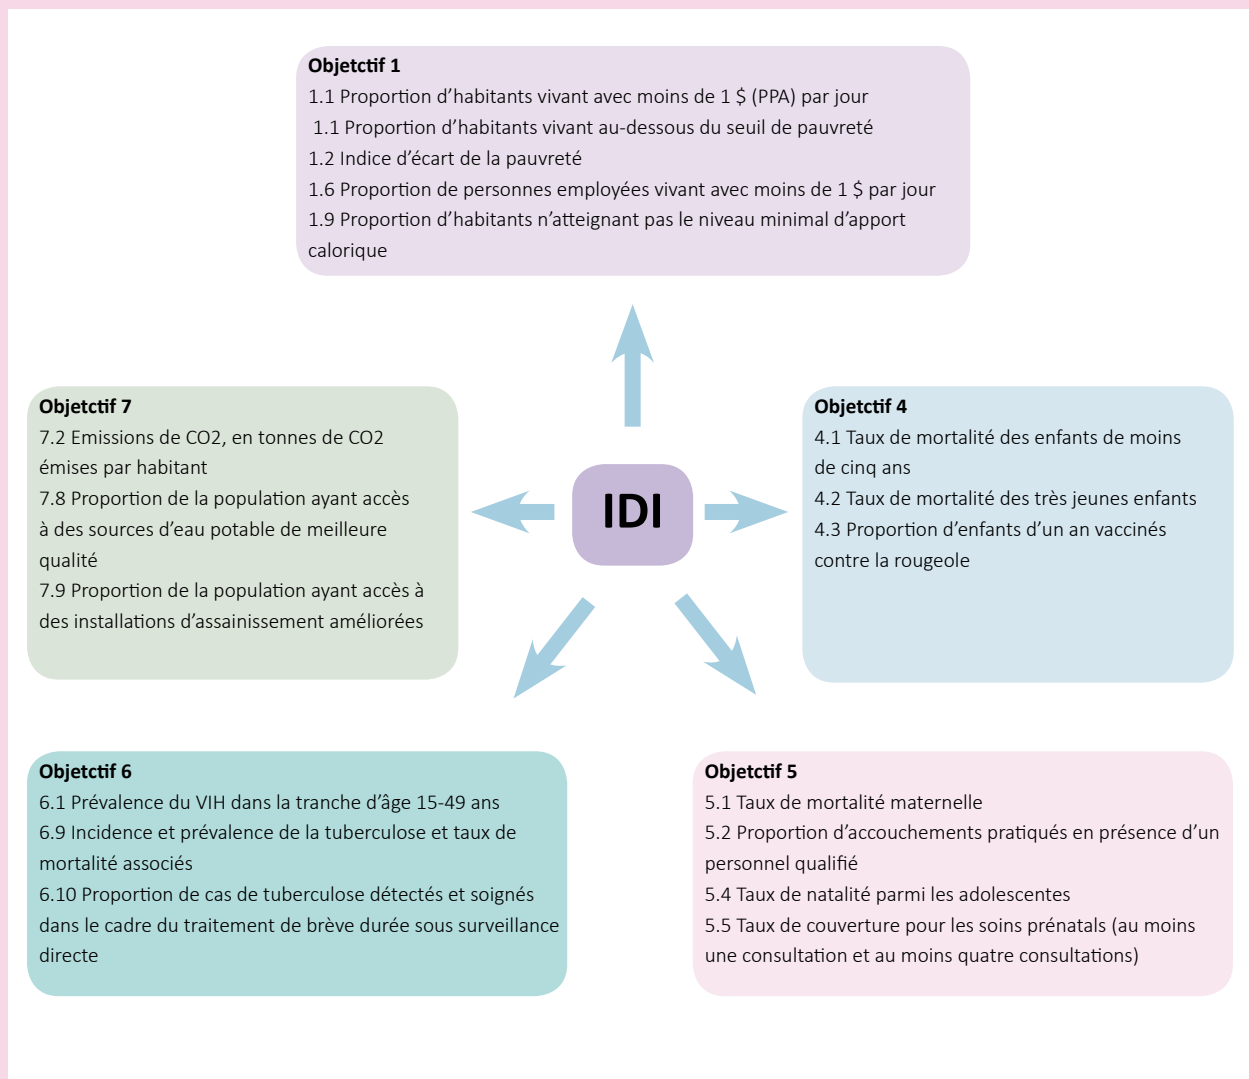 Objetctif 1
1.1 Proportion d’habitants vivant avec moins de 1 $ (PPA) par jour
1.1 Proportion d’habitants vivant au-dessous du seuil de pauvreté
1.2 Indice d’écart de la pauvreté
1.6 Proportion de personnes employées vivant avec moins de 1 $ par jour
1.9 Proportion d’habitants n’atteignant pas le niveau minimal d’apport
calorique
Objetctif 7
7.2 Emissions de CO2, en tonnes de CO2
émises par habitant
7.8 Proportion de la population ayant accès
à des sources d’eau potable de meilleure
qualité
7.9 Proportion de la population ayant accès à
des installations d’assainissement améliorées
IDI
Objetctif 4
4.1 Taux de mortalité des enfants de moins
de cinq ans
4.2 Taux de mortalité des très jeunes enfants
4.3 Proportion d’enfants d’un an vaccinés
contre la rougeole
Objetctif 6
6.1 Prévalence du VIH dans la tranche d’âge 15-49 ans
6.9 Incidence et prévalence de la tuberculose et taux de
mortalité associés
6.10 Proportion de cas de tuberculose détectés et soignés
dans le cadre du traitement de brève durée sous surveillance
directe
Objetctif 5
5.1 Taux de mortalité maternelle
5.2 Proportion d’accouchements pratiqués en présence d’un
personnel qualifié
5.4 Taux de natalité parmi les adolescentes
5.5 Taux de couverture pour les soins prénatals (au moins
une consultation et au moins quatre consultations)